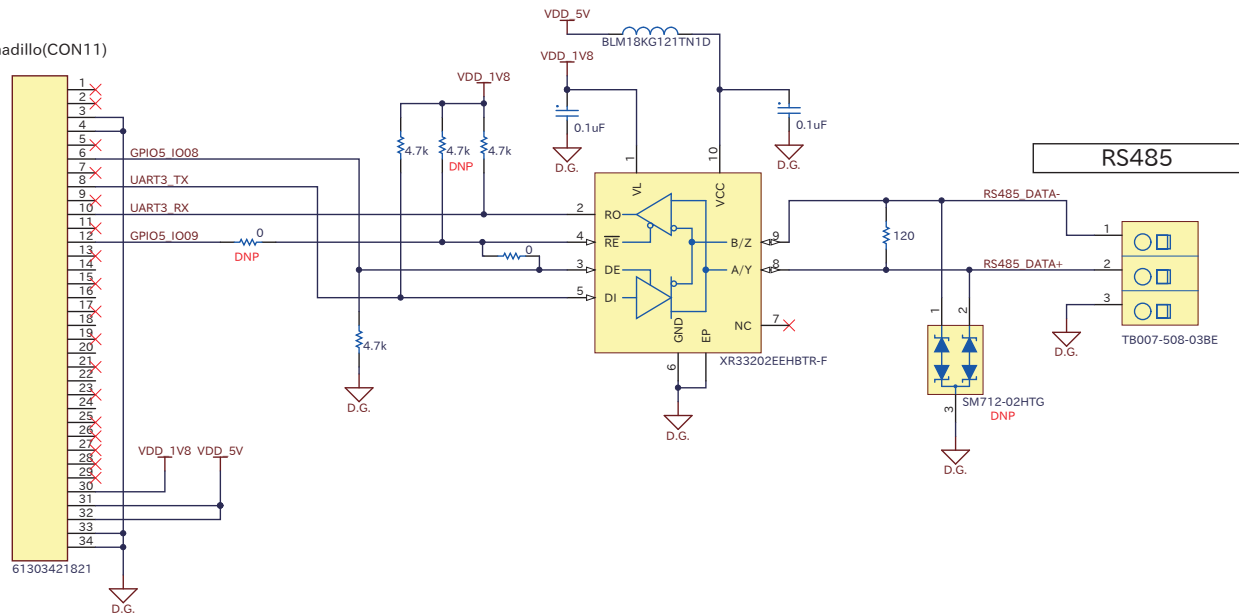 adillo(CON11)
1
2
3
4
5
6
7
8
9
10
11
12
13
14
15
16
17
18
19
20
21
22
23
24
25
26
27
28
29
30
31
32
33
34
61303421821
D.G.
GPIO5_IO08
UART3_TX
UART3_RX
GPIO5_IO09
0
DNP
VDD_1V8 VDD_5V
VDD_1V8
4.7k
4.7k
DNP
4.7k
0
4.7k
D.G.
VDD_5V
BLM18KG121TN1D
VDD_1V8
0.1uF
D.G.
0.1uF
D.G.
1
10
VL
VCC
2 RO
4 RE
3 DE
5 DI
B/Z 9
A/Y 8
NC 7
GND
EP
6
XR33202EEHBTR-F
D.G.
RS485
RS485_DATA-
120
RS485_DATA+
1
2
3
SM712-02HTG
DNP
D.G.
1
2
3
TB007-508-03BE
D.G.